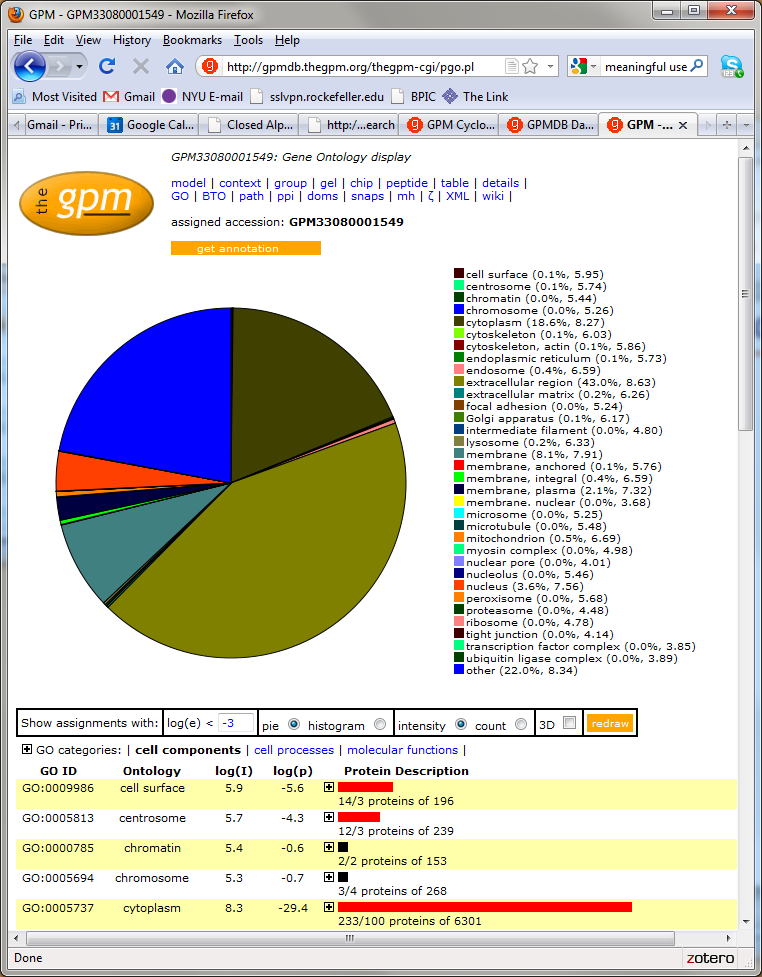 GPM - GPM33080001549 - Mozilla Firefox
File Edit View History Bookmarks Tools Help
http://gpmdb.thegpm.org/thegpm-cgi/pgo.pl meaningful use
Most Visited Gmail NYU E-mail sslvpn.rockefeller.edu BPIC The Link
Gmail - Pri... 31 Google Cal... Closed Alp... http:/...earch GPM Cyclo... GPMDB Da... GPM -...
GPM33080001549: Gene Ontology display
the gpm
model | context | group | gel | chip | peptide | table | details |
GO | BTO | path | ppi | doms | snaps | mh | ζ | XML | wiki |
assigned accession: GPM33080001549
get annotation
cell surface (0.1%, 5.95)
centrosome (0.1%, 5.74)
chromatin (0.0%, 5.44)
chromosome (0.0%, 5.26)
cytoplasm (18.6%, 8.27)
cytoskeleton (0.1%, 6.03)
cytoskeleton, actin (0.1%, 5.86)
endoplasmic reticulum (0.1%, 5.73)
endosome (0.4%, 6.59)
extracellular region (43.0%, 8.63)
extracellular matrix (0.2%, 6.26)
focal adhesion (0.0%, 5.24)
Golgi apparatus (0.1%, 6.17)
intermediate filament (0.0%, 4.80)
lysosome (0.2%, 6.33)
membrane (8.1%, 7.91)
membrane, anchored (0.1%, 5.76)
membrane, integral (0.4%, 6.59)
membrane, plasma (2.1%, 7.32)
membrane. nuclear (0.0%, 3.68)
microsome (0.0%, 5.25)
microtubule (0.0%, 5.48)
mitochondrion (0.5%, 6.69)
myosin complex (0.0%, 4.98)
nuclear pore (0.0%, 4.01)
nucleolus (0.0%, 5.46)
nucleus (3.6%, 7.56)
peroxisome (0.0%, 5.68)
proteasome (0.0%, 4.48)
ribosome (0.0%, 4.78)
tight junction (0.0%, 4.14)
transcription factor complex (0.0%, 3.85)
ubiquitin ligase complex (0.0%, 3.89)
other (22.0%, 8.34)
Show assignments with: log(e) < -3 pie histogram intensity count 3D redraw
GO categories: | cell components | cell processes | molecular functions |
GO ID Ontology log(I) log(p) Protein Description
GO:0009986 cell surface 5.9 -5.6
14/3 proteins of 196
GO:0005813 centrosome 5.7 -4.3
12/3 proteins of 239
GO:0000785 chromatin 5.4 -0.6
2/2 proteins of 153
GO:0005694 chromosome 5.3 -0.7
3/4 proteins of 268
GO:0005737 cytoplasm 8.3 -29.4
233/100 proteins of 6301
Done zotero